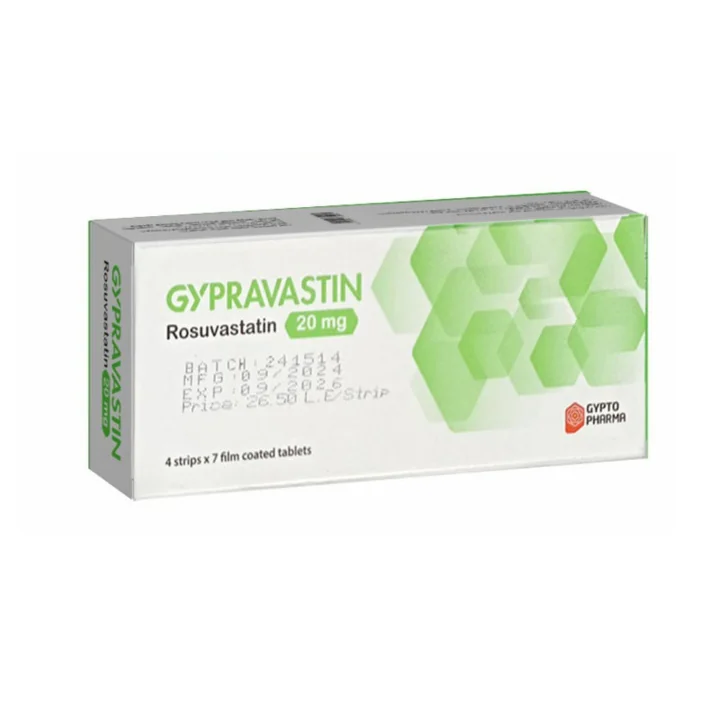 GYPRAVASTIN
Rosuvastatin 20 mg
BATCH:241514
MFG:09/2024
EXP:09/2026
Price: 26.50 L.E/Strip
4 strips x 7 film coated tablets
GYPTO
PHARMA
GYPRAVASTIN
Rosuvastatin 20 mg